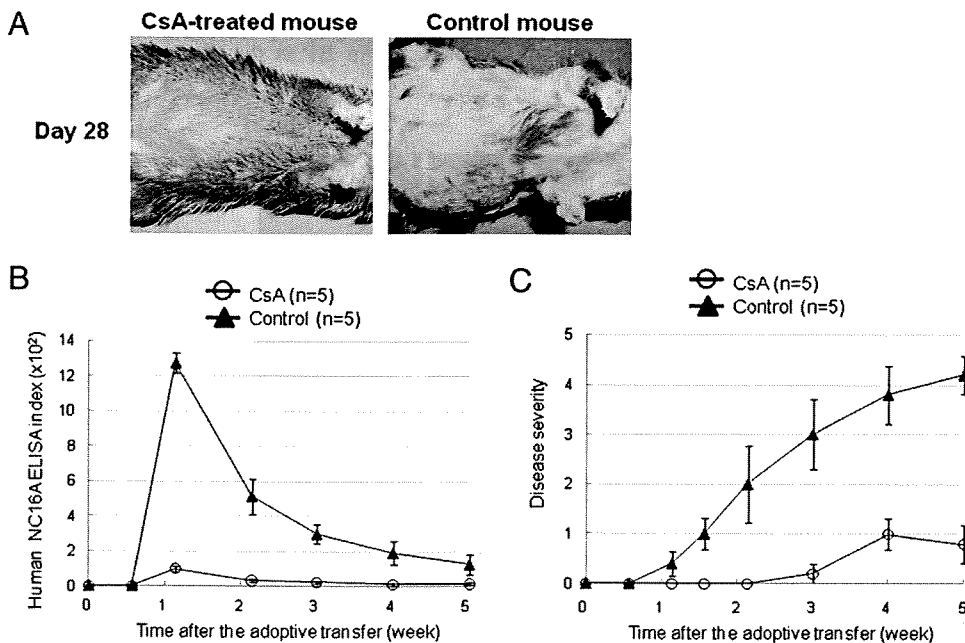 A
CsA-treated mouse
Control mouse
Day 28
B
CsA (n=5)
Control (n=5)
Human NC16A ELISA index (x10²)
14
12
10
8
6
4
2
0
0
1
2
3
4
5
Time after the adoptive transfer (week)
C
CsA (n=5)
Control (n=5)
Disease severity
5
4
3
2
1
0
0
1
2
3
4
5
Time after the adoptive transfer (week)